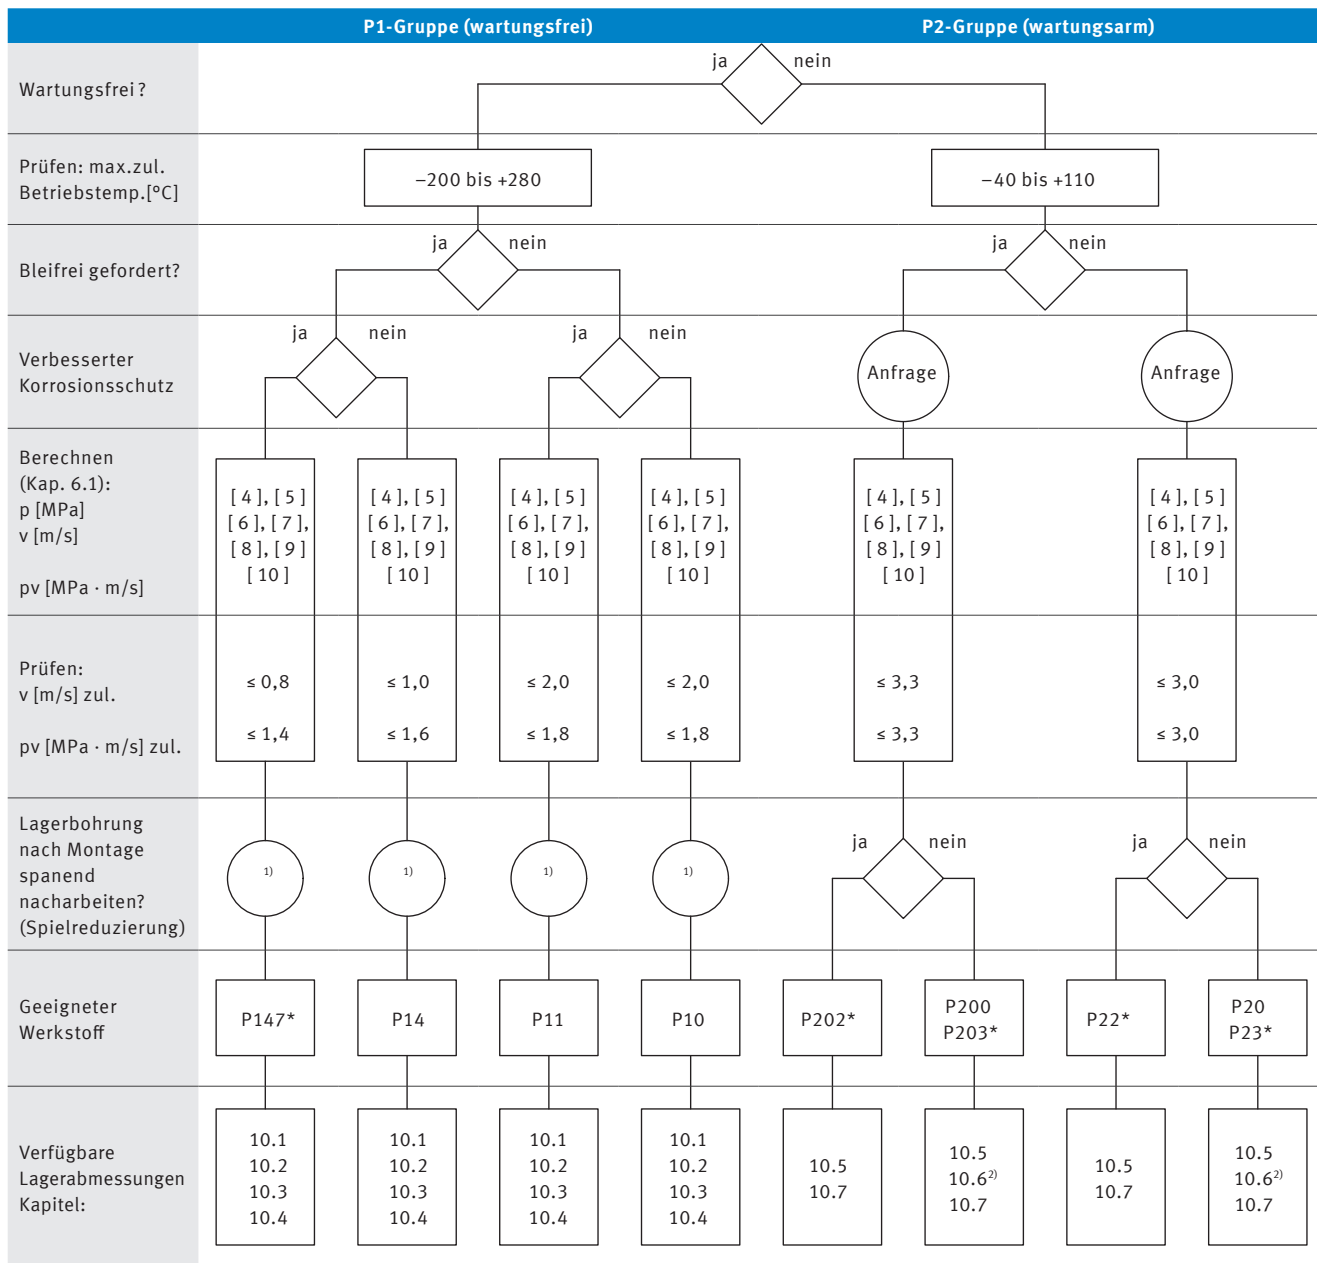 P1-Gruppe (wartungsfrei) P2-Gruppe (wartungsarm)
Wartungsfrei?
ja nein
Prüfen: max.zul.
Betriebstemp.[°C]
–200 bis +280 –40 bis +110
Bleifrei gefordert?
ja nein ja nein
Verbesserter
Korrosionsschutz
ja nein ja nein Anfrage Anfrage
Berechnen
(Kap. 6.1):
p [MPa]
v [m/s]
pv [MPa · m/s]
[ 4 ], [ 5 ] [ 4 ], [ 5 ] [ 4 ], [ 5 ] [ 4 ], [ 5 ] [ 4 ], [ 5 ] [ 4 ], [ 5 ]
[ 6 ], [ 7 ], [ 6 ], [ 7 ], [ 6 ], [ 7 ], [ 6 ], [ 7 ], [ 6 ], [ 7 ], [ 6 ], [ 7 ],
[ 8 ], [ 9 ] [ 8 ], [ 9 ] [ 8 ], [ 9 ] [ 8 ], [ 9 ] [ 8 ], [ 9 ] [ 8 ], [ 9 ]
[ 10 ] [ 10 ] [ 10 ] [ 10 ] [ 10 ] [ 10 ]
Prüfen:
v [m/s] zul.
≤ 0,8 ≤ 1,0 ≤ 2,0 ≤ 2,0 ≤ 3,3 ≤ 3,0
pv [MPa · m/s] zul.
≤ 1,4 ≤ 1,6 ≤ 1,8 ≤ 1,8 ≤ 3,3 ≤ 3,0
Lagerbohrung
nach Montage
spanend
nacharbeiten?
(Spielreduzierung)
1) 1) 1) 1) ja nein ja nein
Geeigneter
Werkstoff
P147* P14 P11 P10 P202* P200 P22* P20
P203* P23*
Verfügbare
Lagerabmessungen
Kapitel:
10.1 10.1 10.1 10.1 10.5 10.5 10.5 10.5
10.2 10.2 10.2 10.2 10.7 10.6²⁾ 10.7 10.6²⁾
10.3 10.3 10.3 10.3 10.7 10.7
10.4 10.4 10.4 10.4